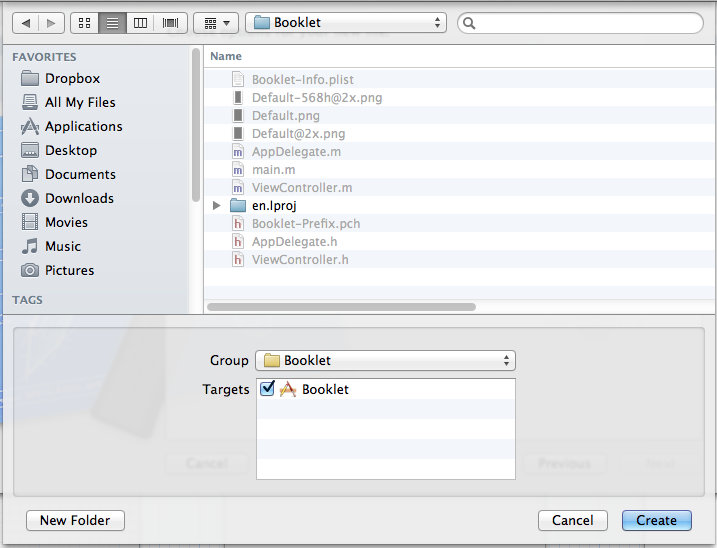 Booklet
FAVORITES
Dropbox
All My Files
Applications
Desktop
Documents
Downloads
Movies
Music
Pictures
TAGS
Name
Booklet-Info.plist
Default-568h@2x.png
Default.png
Default@2x.png
m AppDelegate.m
m main.m
m ViewController.m
en.lproj
h Booklet-Prefix.pch
h AppDelegate.h
h ViewController.h
Group Booklet
Targets Booklet
Cancel Previous
New Folder Cancel Create